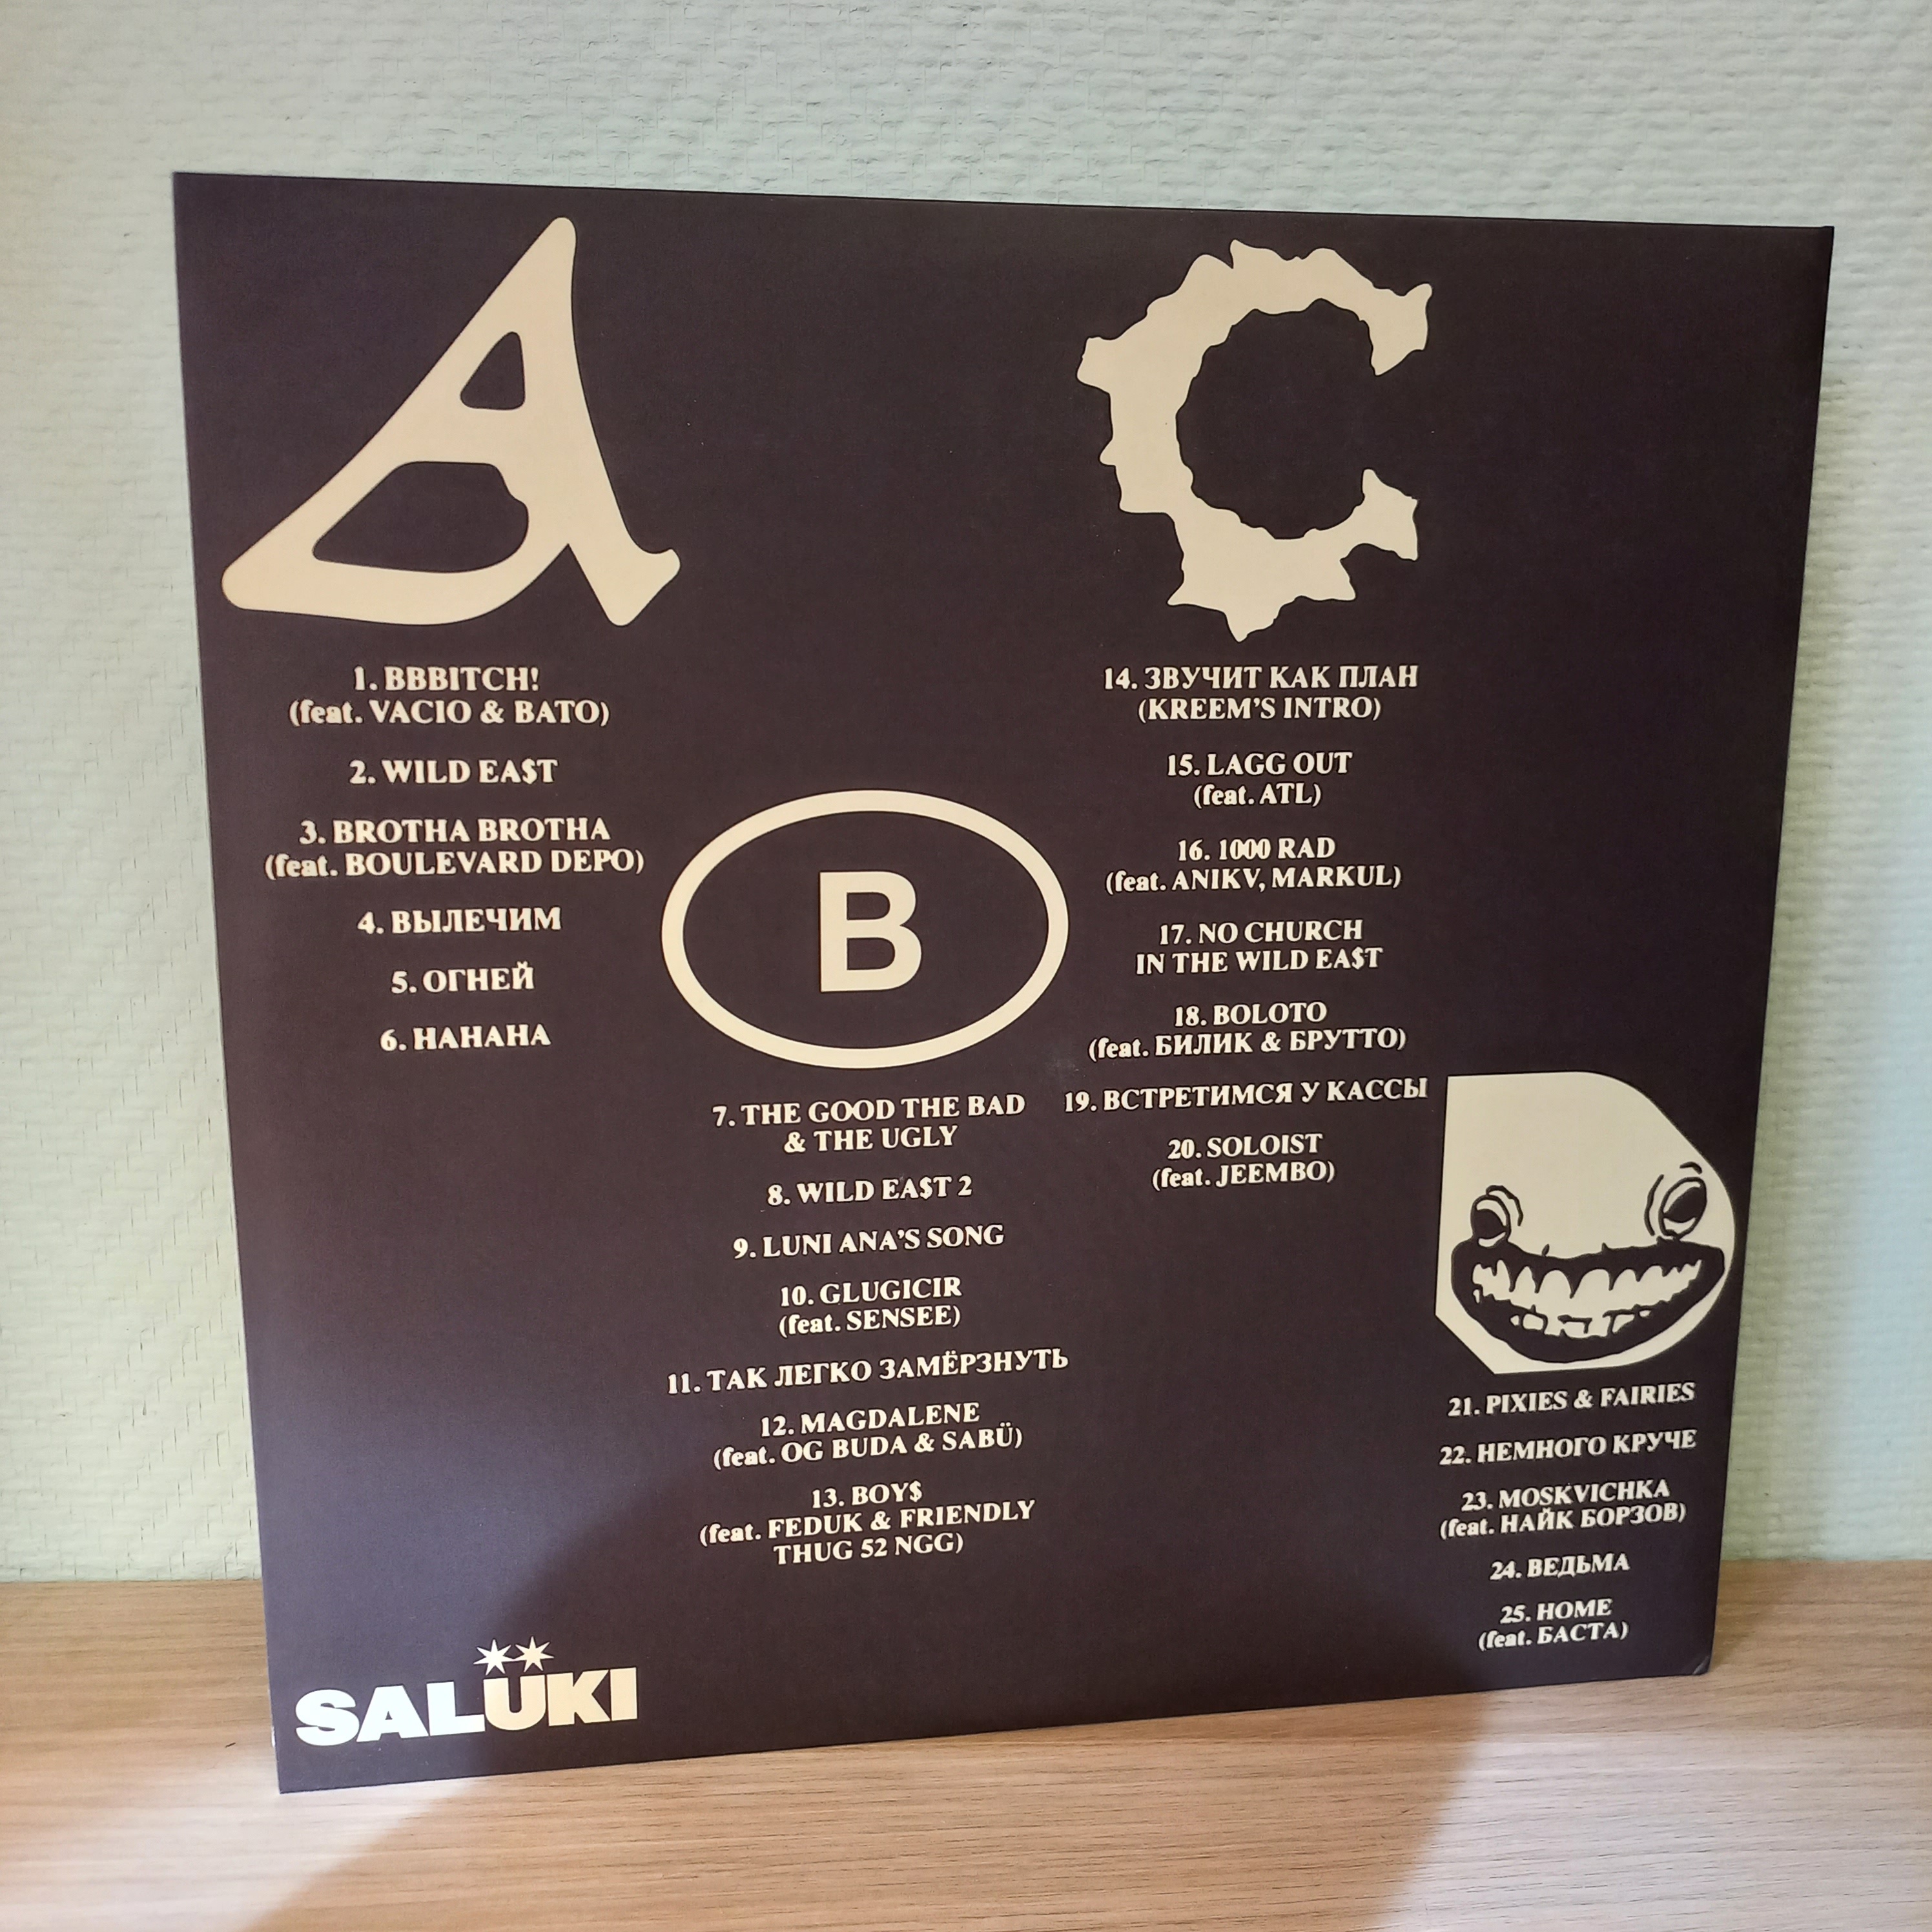 A
1. BBBITCH!
(feat. VACIO & BATO)
2. WILD EA$T
3. BROTHA BROTHA
(feat. BOULEVARD DEPO)
4. ВЫЛЕЧИМ
5. ОГНЕЙ
6. НАНАНА
B
7. THE GOOD THE BAD
& THE UGLY
8. WILD EA$T 2
9. LUNI ANA'S SONG
10. GLUGICIR
(feat. SENSEE)
11. ТАК ЛЕГКО ЗАМЁРЗНУТЬ
12. MAGDALENE
(feat. OG BUDA & SABÜ)
13. BOY$
(feat. FEDUK & FRIENDLY
THUG 52 NGG)
C
14. ЗВУЧИТ КАК ПЛАН
(KREEM'S INTRO)
15. LAGG OUT
(feat. ATL)
16. 1000 RAD
(feat. ANIKV, MARKUL)
17. NO CHURCH
IN THE WILD EA$T
18. BOLOTO
(feat. БИЛИК & БРУТТО)
19. ВСТРЕТИМСЯ У КАССЫ
20. SOLOIST
(feat. JEEMBO)
D
21. PIXIES & FAIRIES
22. НЕМНОГО КРУЧЕ
23. MOSKVICHKA
(feat. НАЙК БОРЗОВ)
24. ВЕДЬМА
25. HOME
(feat. БАСТА)
SALÜKI